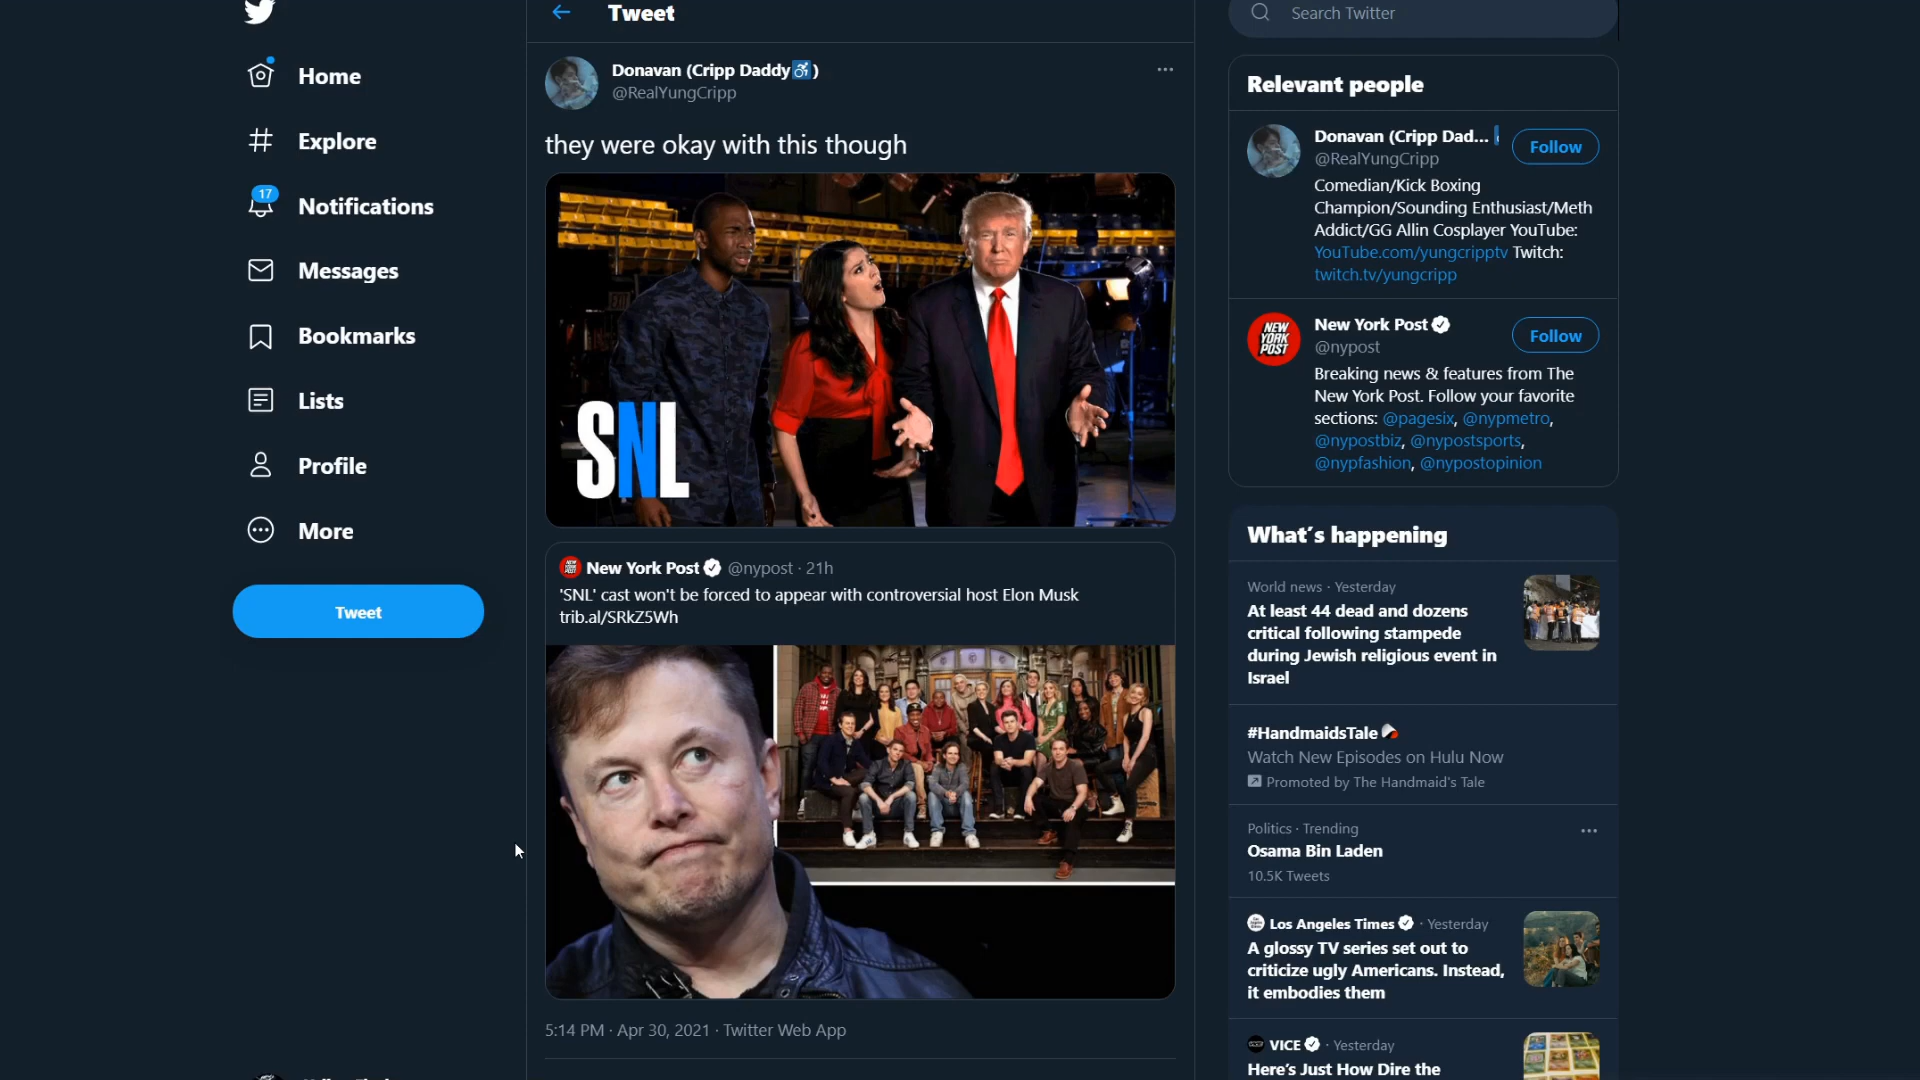 Home
Explore
17
Notifications
Messages
Bookmarks
Lists
Profile
More
Tweet
Tweet
Donavan (Cripp Daddy♿)
@RealYungCripp
they were okay with this though
SNL
New York Post @nypost · 21h
'SNL' cast won't be forced to appear with controversial host Elon Musk
trib.al/SRkZ5Wh
5:14 PM · Apr 30, 2021 · Twitter Web App
Search Twitter
Relevant people
Donavan (Cripp Dad...
Follow
@RealYungCripp
Comedian/Kick Boxing
Champion/Sounding Enthusiast/Meth
Addict/GG Allin Cosplayer YouTube:
YouTube.com/yungcripptv Twitch:
twitch.tv/yungcripp
NEW
YORK
POST
New York Post
Follow
@nypost
Breaking news & features from The
New York Post. Follow your favorite
sections: @pagesix, @nypmetro,
@nypostbiz, @nypostsports,
@nypfashion, @nypostopinion
What's happening
World news · Yesterday
At least 44 dead and dozens
critical following stampede
during Jewish religious event in
Israel
#HandmaidsTale
Watch New Episodes on Hulu Now
Promoted by The Handmaid's Tale
Politics · Trending
Osama Bin Laden
10.5K Tweets
Los Angeles Times · Yesterday
A glossy TV series set out to
criticize ugly Americans. Instead,
it embodies them
VICE · Yesterday
Here's Just How Dire the